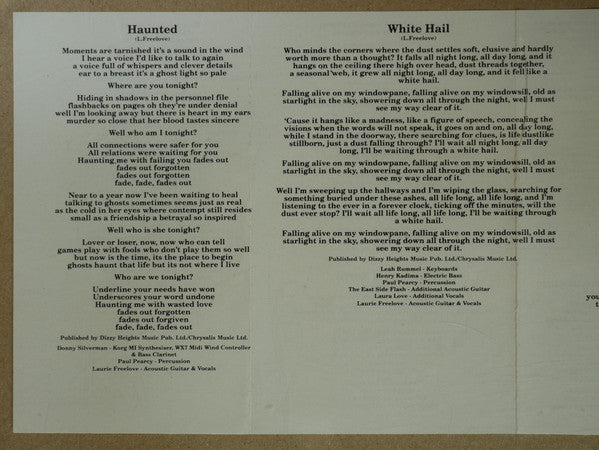 Haunted
(L.Freelove)
Moments are tarnished it's a sound in the wind
I hear a voice I'd like to talk to again
a voice full of whispers and clever details
ear to a breast it's a ghost light so pale
Where are you tonight?
Hiding in shadows in the personnel file
flashbacks on pages oh they're under denial
well I'm looking away but there is heart in my ears
murder so close that her blood tastes sincere
Well who am I tonight?
All connections were safer for you
All relations were waiting for you
Haunting me with failing you fades out
fades out forgotten
fades out forgotten
fade, fade, fades out
Near to a year now I've been waiting to heal
talking to ghosts sometimes seems just as real
as the cold in her eyes where contempt still resides
small as a friendship a betrayal so inspired
Well who is she tonight?
Lover or loser, now, now who can tell
games play with fools who don't play them so well
but now is the time, its the place to begin
ghosts haunt that life but its not where I live
Who are we tonight?
Underline your needs have won
Underscores your word undone
Haunting me with wasted love
fades out forgotten
fades out forgiven
fade, fade, fades out
Published by Dizzy Heights Music Pub. Ltd./Chrysalis Music Ltd.
Donny Silverman - Korg MI Synthesiser, WX7 Midi Wind Controller
& Bass Clarinet
Paul Pearcy - Percussion
Laurie Freelove - Acoustic Guitar & Vocals
White Hail
(L.Freelove)
Who minds the corners where the dust settles soft, elusive and hardly
worth more than a thought? It falls all night long, all day long, and it
hangs on the ceiling there high over head, dust threads together,
a seasonal web, it grew all night long, all day long, and it fell like a
white hail.
Falling alive on my windowpane, falling alive on my windowsill, old as
starlight in the sky, showering down all through the night, well I must
see my way clear of it.
'Cause it hangs like a madness, like a figure of speech, concealing the
visions when the words will not speak, it goes on and on, all day long,
while I stand in the doorway, there searching for clues, is life dustlike
stillborn, just a dust falling through? I'll wait all night long, all day
long, I'll be waiting through a white hail.
Falling alive on my windowpane, falling alive on my windowsill, old as
starlight in the sky, showering down all through the night, well I must
see my way clear of it.
Well I'm sweeping up the hallways and I'm wiping the glass, searching for
something buried under these ashes, all life long, all life long, and I'm
listening to the ever in a forever clock, ticking off the minutes, will the
dust ever stop? I'll wait all life long, all life long, I'll be waiting through
a white hail.
Falling alive on my windowpane, falling alive on my windowsill, old as
starlight in the sky, showering down all through the night, well I must
see my way clear of it.
Published by Dizzy Heights Music Pub. Ltd./Chrysalis Music Ltd.
Leah Rummel - Keyboards
Henry Kadima - Electric Bass
Paul Pearcy - Percussion
The East Side Flash - Additional Acoustic Guitar
Laura Love - Additional Vocals
Laurie Freelove - Acoustic Guitar & Vocals
you
t